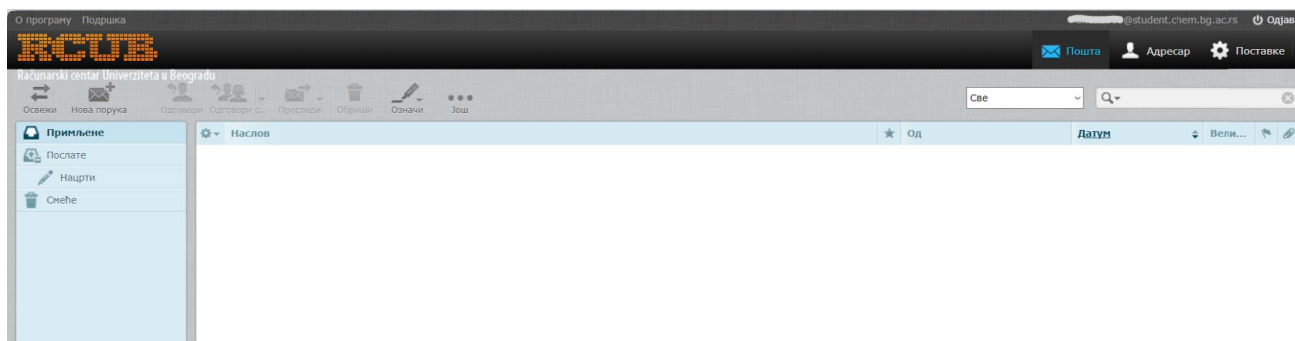 О програму Подршка @student.chem.bg.ac.rs Одјав
RCUB Пошта Адресар Поставке
Računarski centar Univerziteta u Beogradu
Освежи Нова порука Одговори Одговори с... Проследи Обриши Означи Још Све
Примљене Наслов Од Датум Вели...
Послате
Нацрти
Смеће